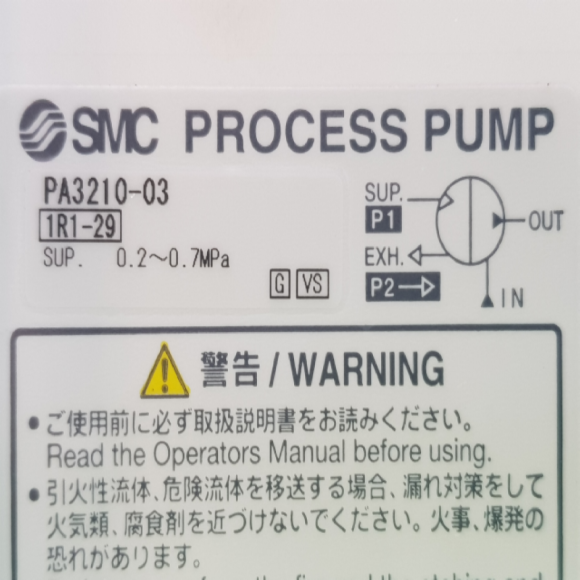 SMC PROCESS PUMP
PA3210-03
1R1-29
SUP. 0.2～0.7MPa
G VS
SUP.
P1
OUT
EXH.
P2
IN
警告 / WARNING
・ご使用前に必ず取扱説明書をお読みください。
Read the Operators Manual before using.
・引火性流体、危険流体を移送する場合、漏れ対策をして
火気類、腐食剤を近づけないでください。火事、爆発の
恐れがあります。